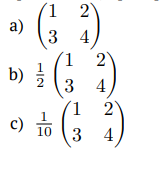 a) (1 2
3 4)
b) 1/2 (1 2
3 4)
c) 1/10 (1 2
3 4)